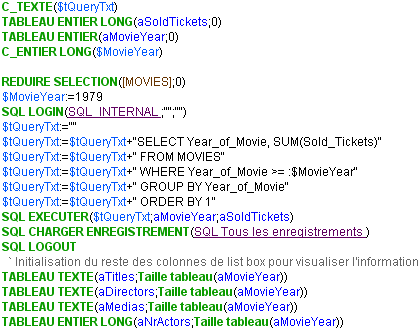 C_TEXTE($tQueryTxt)
TABLEAU ENTIER LONG(aSoldTickets;0)
TABLEAU ENTIER(aMovieYear;0)
C_ENTIER LONG($MovieYear)
REDUIRE SELECTION([MOVIES];0)
$MovieYear:=1979
SQL LOGIN(SQL_INTERNAL ;"";"")
$tQueryTxt:=""
$tQueryTxt:=$tQueryTxt+"SELECT Year_of_Movie, SUM(Sold_Tickets)"
$tQueryTxt:=$tQueryTxt+" FROM MOVIES"
$tQueryTxt:=$tQueryTxt+" WHERE Year_of_Movie >= :$MovieYear"
$tQueryTxt:=$tQueryTxt+" GROUP BY Year_of_Movie"
$tQueryTxt:=$tQueryTxt+" ORDER BY 1"
SQL EXECUTER($tQueryTxt;aMovieYear;aSoldTickets)
SQL CHARGER ENREGISTREMENT(SQL Tous les enregistrements )
SQL LOGOUT
` Initialisation du reste des colonnes de list box pour visualiser l'information
TABLEAU TEXTE(aTitles;Taille tableau(aMovieYear))
TABLEAU TEXTE(aDirectors;Taille tableau(aMovieYear))
TABLEAU TEXTE(aMedias;Taille tableau(aMovieYear))
TABLEAU ENTIER LONG(aNrActors;Taille tableau(aMovieYear))